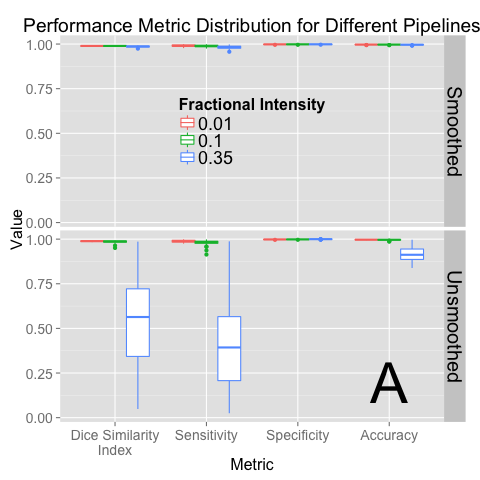 Performance Metric Distribution for Different Pipelines
1.00
0.75
0.50
0.25
0.00
Smoothed
Fractional Intensity
0.01
0.1
0.35
Value
1.00
0.75
0.50
0.25
0.00
Unsmoothed
A
Dice Similarity
Index
Sensitivity
Specificity
Accuracy
Metric